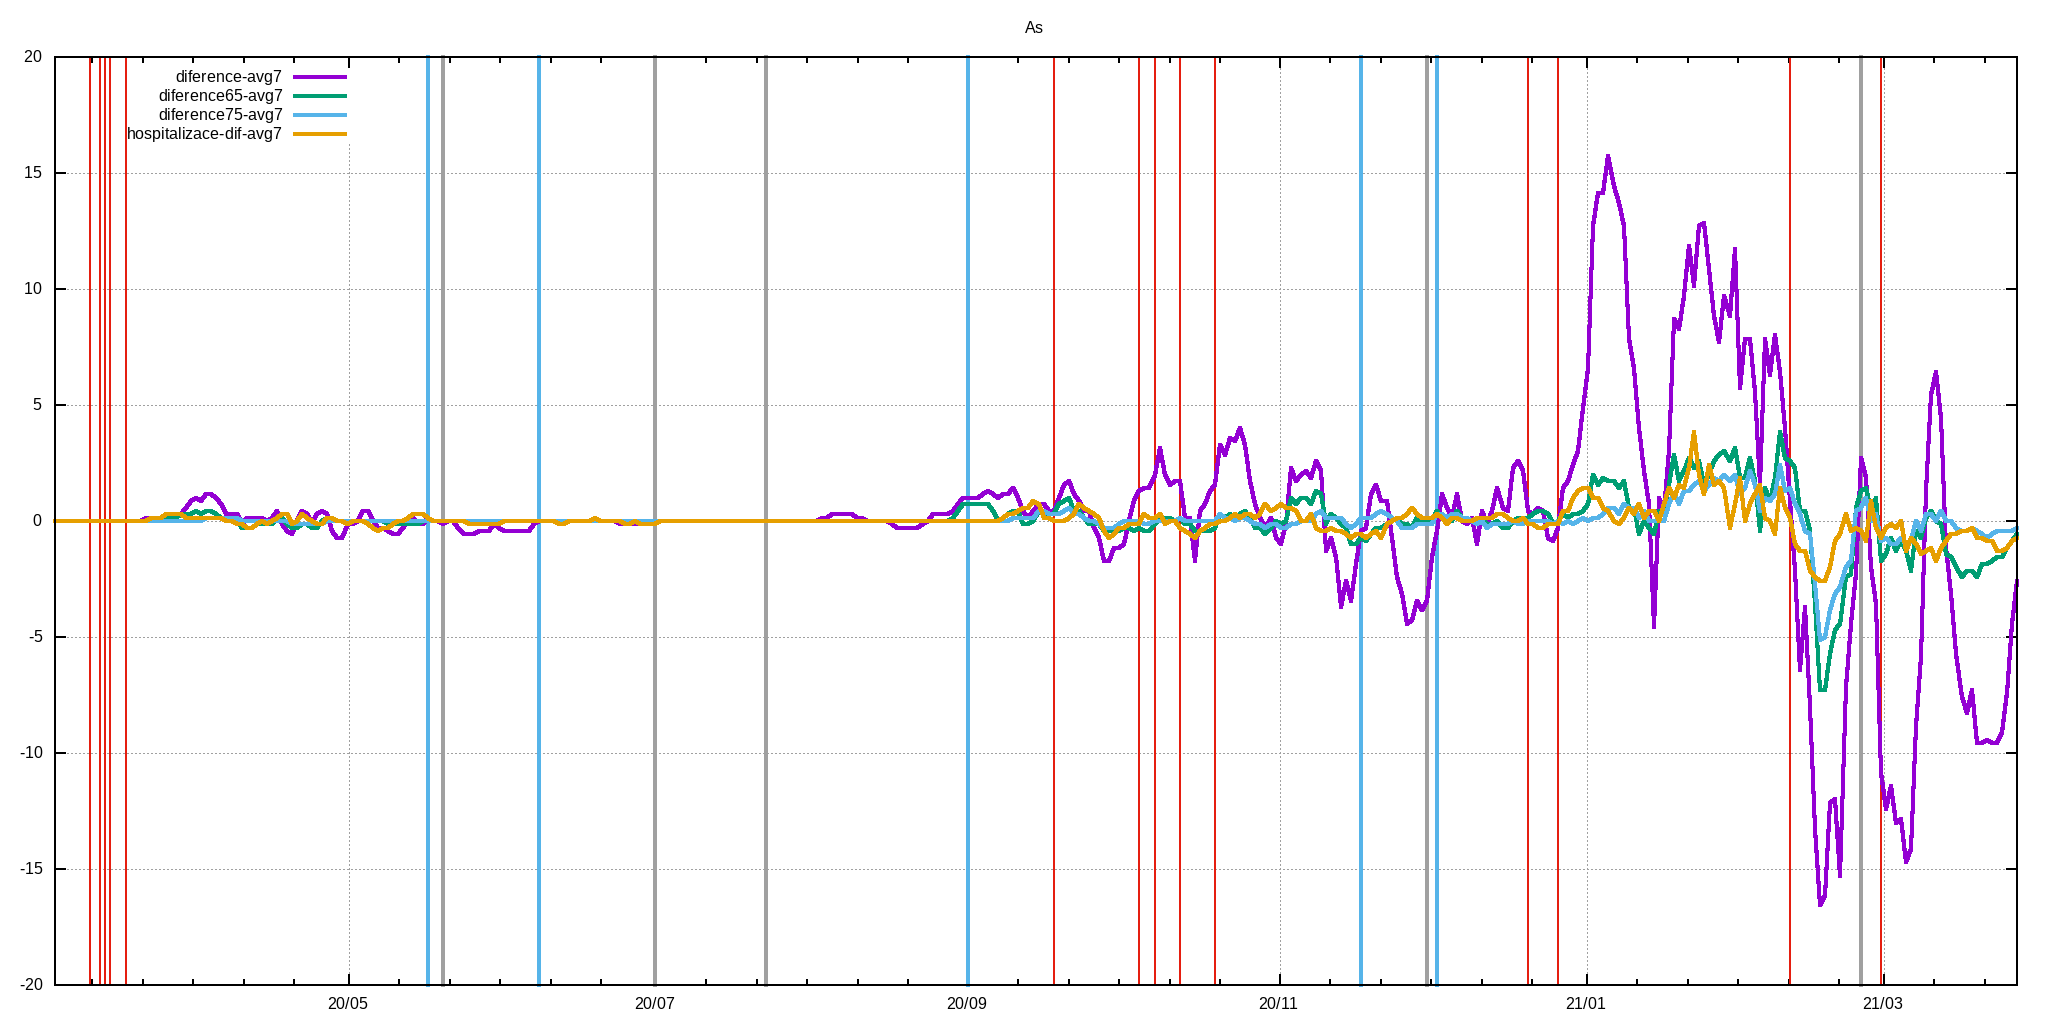 As
20
diference-avg7
diference65-avg7
diference75-avg7
hospitalizace-dif-avg7
15
10
5
0
-5
-10
-15
-20
20/05 20/07 20/09 20/11 21/01 21/03